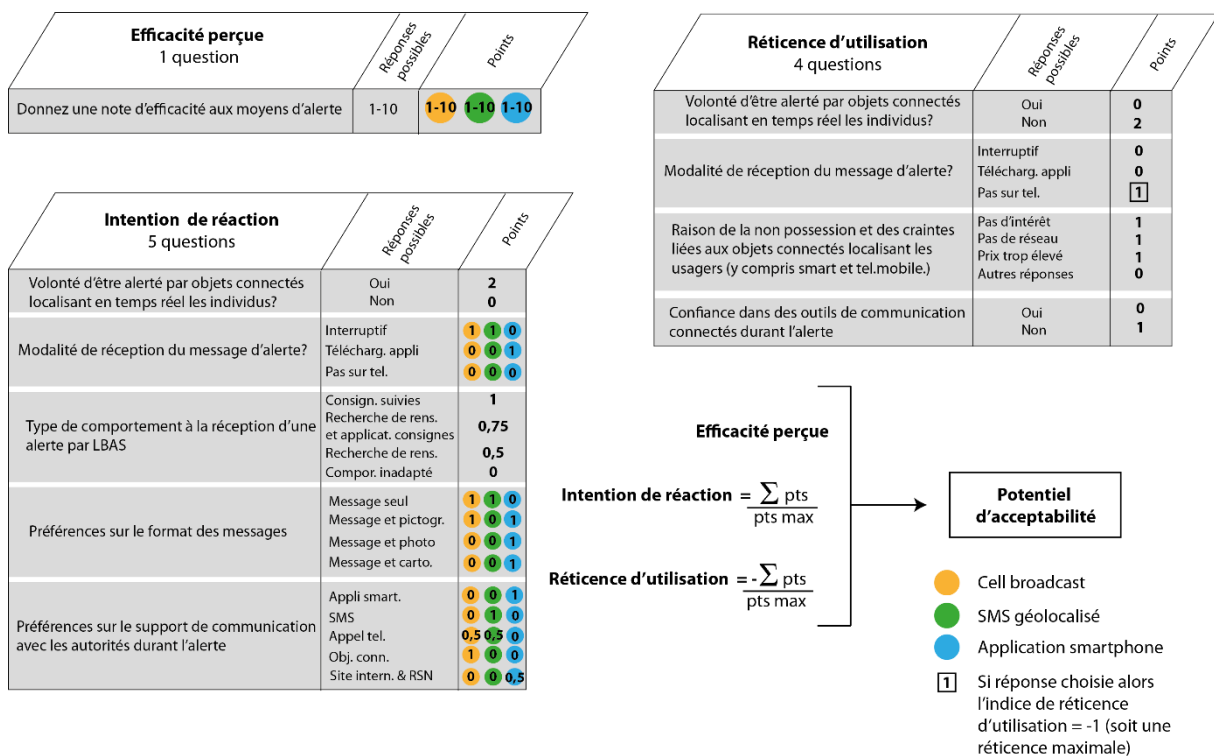 Efficacité perçue
1 question
Réponses
possibles
Points
Donnez une note d'efficacité aux moyens d'alerte
1-10
1-10 1-10 1-10
Intention de réaction
5 questions
Réponses
possibles
Points
Volonté d'être alerté par objets connectés
localisant en temps réel les individus?
Oui 2
Non 0
Modalité de réception du message d'alerte?
Interruptif 1 1 0
Télécharg. appli 0 0 1
Pas sur tel. 0 0 0
Type de comportement à la réception d'une
alerte par LBAS
Consign. suivies 1
Recherche de rens.
et applicat. consignes 0,75
Recherche de rens. 0,5
Compor. inadapté 0
Préférences sur le format des messages
Message seul 1 1 0
Message et pictogr. 1 0 1
Message et photo 0 0 1
Message et carto. 0 0 1
Préférences sur le support de communication
avec les autorités durant l'alerte
Appli smart. 0 0 1
SMS 0 1 0
Appel tel. 0,5 0,5 0
Obj. conn. 1 0 0
Site intern. & RSN 0 0 0,5
Réticence d'utilisation
4 questions
Réponses
possibles
Points
Volonté d'être alerté par objets connectés
localisant en temps réel les individus?
Oui 0
Non 2
Modalité de réception du message d'alerte?
Interruptif 0
Télécharg. appli 0
Pas sur tel. 1
Raison de la non possession et des craintes
liées aux objets connectés localisant les
usagers (y compris smart et tel.mobile.)
Pas d'intérêt 1
Pas de réseau 1
Prix trop élevé 1
Autres réponses 0
Confiance dans des outils de communication
connectés durant l'alerte
Oui 0
Non 1
Efficacité perçue
Intention de réaction = ∑ pts
pts max
Réticence d'utilisation = -∑ pts
pts max
Potentiel
d'acceptabilité
Cell broadcast
SMS géolocalisé
Application smartphone
1 Si réponse choisie alors
l'indice de réticence
d'utilisation = -1 (soit une
réticence maximale)